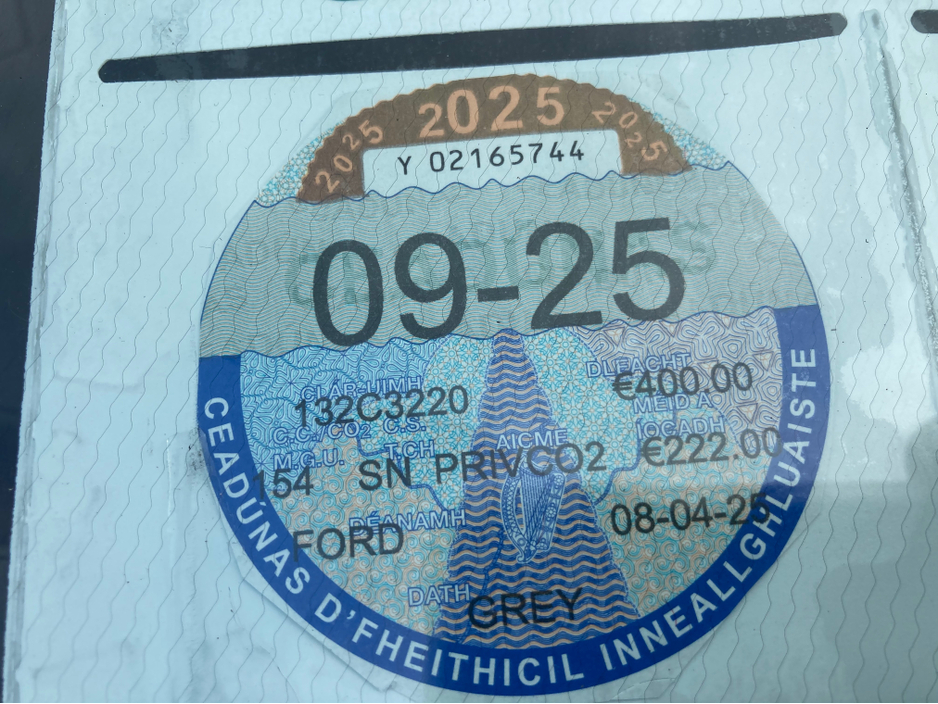 2025 2025 2025
Y 02165744
09-25
CLÁR-UIMH
132C3220
DLEACHT
€400.00
MÉID A
ÍOCADH
C.C./CO2 C.S.
M.G.U. T.CH
AICME
€222.00
154 SN PRIVCO2
DÉANAMH
FORD
08-04-25
DATH
GREY
CEADÚNAS D'FHEITHICIL INNEALLGHLUAISTE